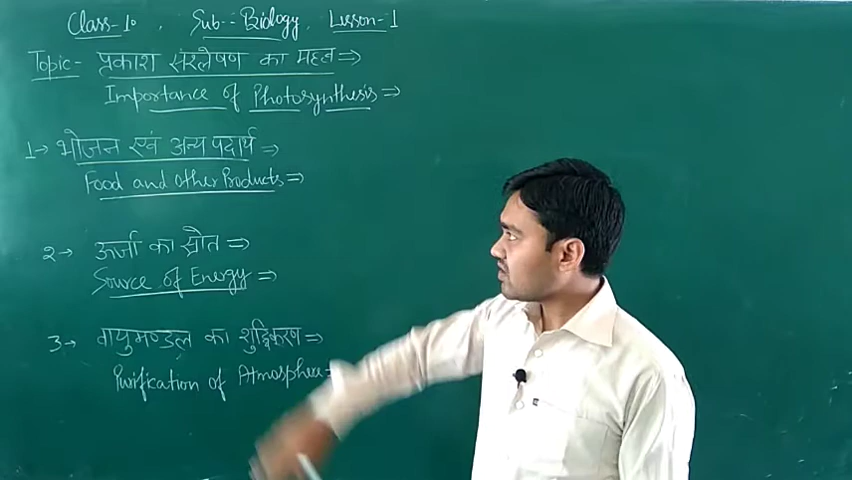 Class-10, Sub-- Biology, Lesson-1
Topic- प्रकाश संश्लेषण का महत्व ⇒
Importance of Photosynthesis ⇒
1→ भोजन एवं अन्य पदार्थ ⇒
Food and other Products ⇒
2→ ऊर्जा का स्रोत ⇒
Source of Energy ⇒
3→ वायुमण्डल का शुद्धिकरण ⇒
Purification of Atmosphere ⇒